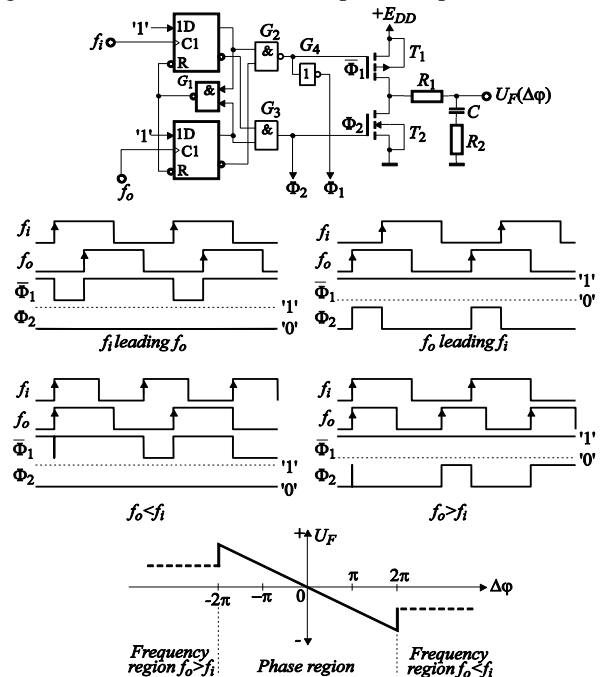 +E_DD
'1'
1D
C1
R
f_i
G_1
&
G_2
&
G_4
1
G_3
&
Φ̅_1
T_1
R_1
U_F(Δφ)
C
R_2
Φ_2
T_2
'1'
1D
C1
R
f_o
Φ_2
Φ_1
f_i
f_o
Φ̅_1
'1'
Φ_2
'0'
f_i leading f_o
f_i
f_o
'1'
Φ̅_1
'0'
Φ_2
f_o leading f_i
f_i
f_o
Φ̅_1
'1'
Φ_2
'0'
f_o<f_i
f_i
f_o
'1'
Φ̅_1
'0'
Φ_2
f_o>f_i
+
U_F
-2π
-π
0
π
2π
Δφ
-
Frequency
region f_o>f_i
Phase region
Frequency
region f_o<f_i